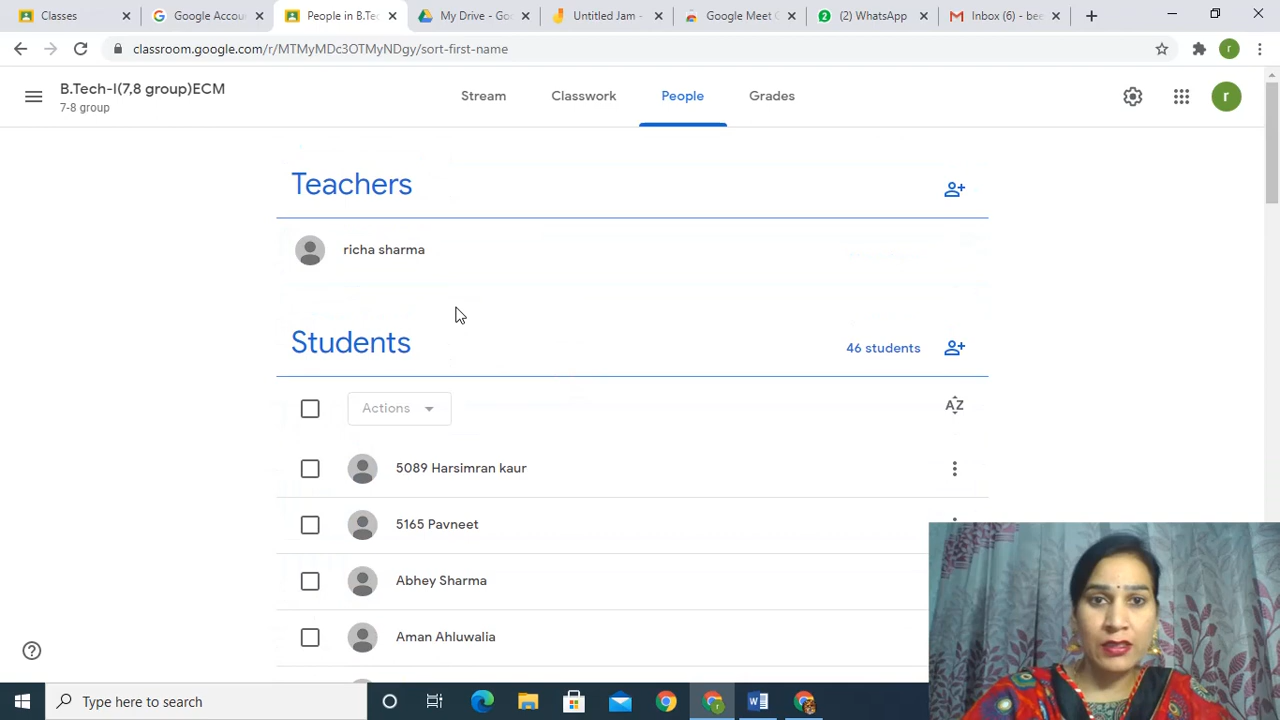 Classes
Google Accou
People in B.Te
My Drive - Go
Untitled Jam -
Google Meet
(2) WhatsApp
Inbox (6) - bee
classroom.google.com/r/MTMyMDc3OTMyNDgy/sort-first-name
r
B.Tech-I(7,8 group)ECM
7-8 group
Stream
Classwork
People
Grades
r
Teachers
richa sharma
Students
46 students
Actions
AZ
5089 Harsimran kaur
5165 Pavneet
Abhey Sharma
Aman Ahluwalia
Type here to search